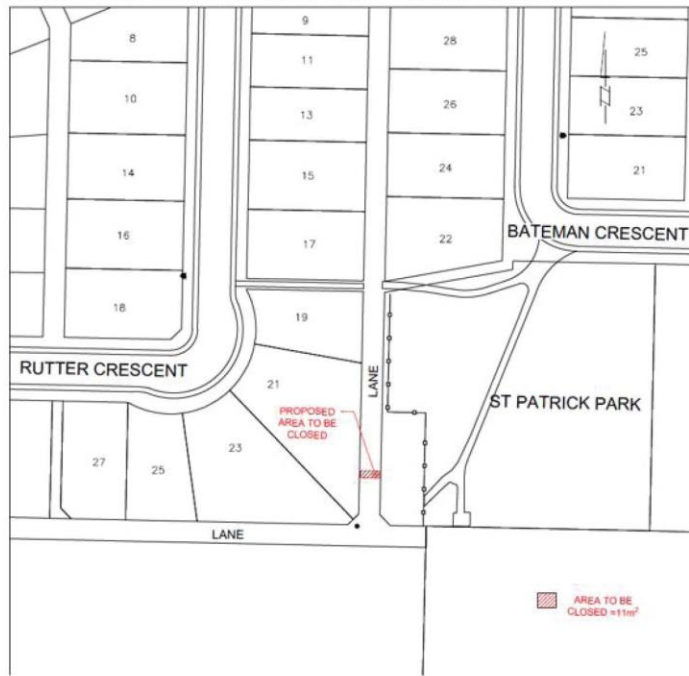 9
8
28
25
11
10
13
26
23
14
15
24
21
16
17
22
BATEMAN CRESCENT
18
19
RUTTER CRESCENT
LANE
21
ST PATRICK PARK
PROPOSED
AREA TO BE
CLOSED
23
27
25
LANE
AREA TO BE
CLOSED =11m²